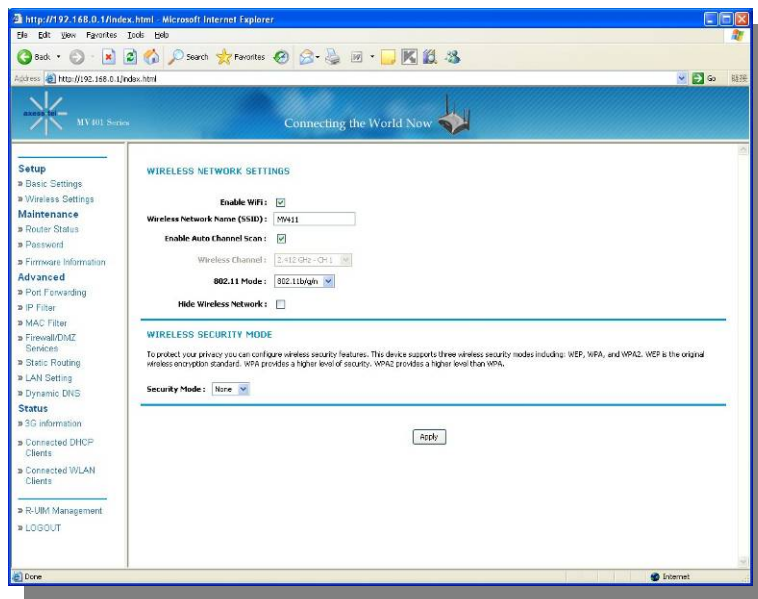 http://192.168.0.1/index.html - Microsoft Internet Explorer
File Edit View Favorites Tools Help
Back Search Favorites
Address http://192.168.0.1/index.html Go 链接
axesstel
MV401 Series
Connecting the World Now
Setup
» Basic Settings
» Wireless Settings
Maintenance
» Router Status
» Password
» Firmware Information
Advanced
» Port Forwarding
» IP Filter
» MAC Filter
» Firewall/DMZ
Services
» Static Routing
» LAN Setting
» Dynamic DNS
Status
» 3G information
» Connected DHCP
Clients
» Connected WLAN
Clients
» R-UIM Management
» LOGOUT
WIRELESS NETWORK SETTINGS
Enable WiFi :
Wireless Network Name (SSID) : MV411
Enable Auto Channel Scan :
Wireless Channel : 2.412 GHz - CH 1
802.11 Mode : 802.11b/g/n
Hide Wireless Network :
WIRELESS SECURITY MODE
To protect your privacy you can configure wireless security features. This device supports three wireless security modes including: WEP, WPA, and WPA2. WEP is the original
wireless encryption standard. WPA provides a higher level of security. WPA2 provides a higher level than WPA.
Security Mode : None
Apply
Done Internet